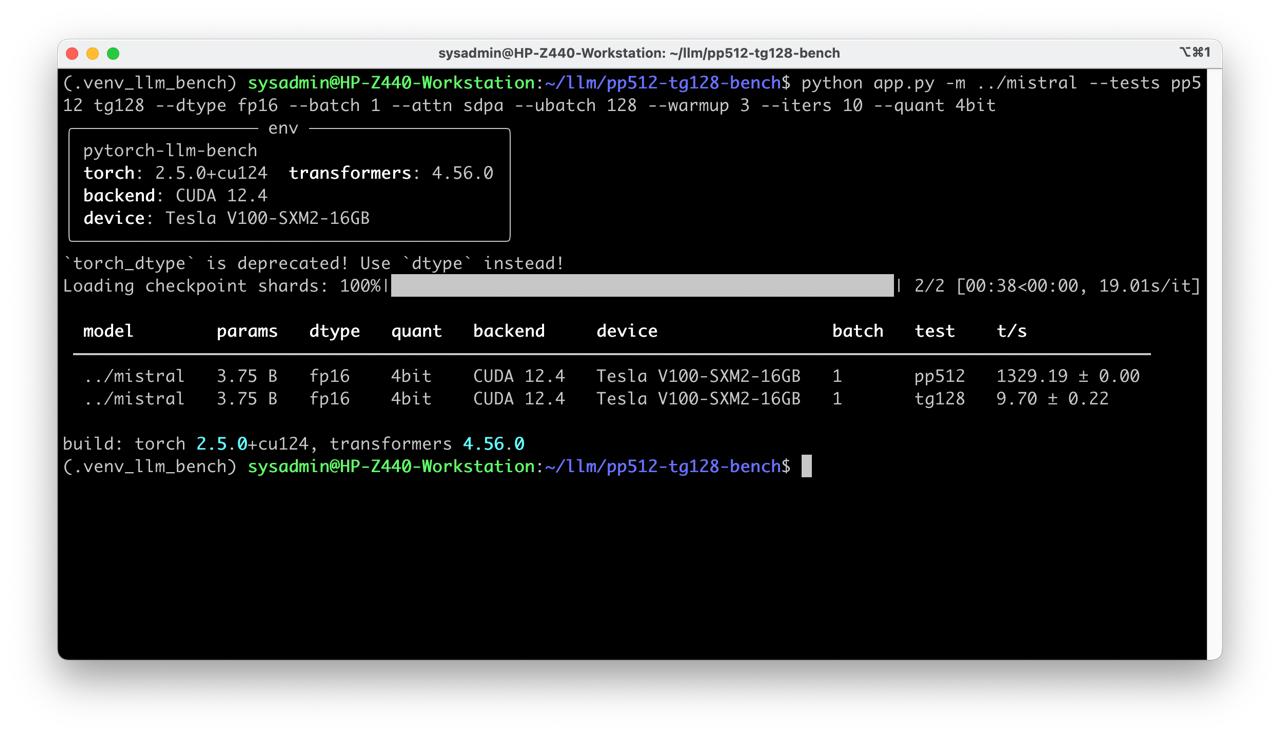 sysadmin@HP-Z440-Workstation: ~/llm/pp512-tg128-bench ⌥⌘1
(.venv_llm_bench) sysadmin@HP-Z440-Workstation:~/llm/pp512-tg128-bench$ python app.py -m ../mistral --tests pp5
12 tg128 --dtype fp16 --batch 1 --attn sdpa --ubatch 128 --warmup 3 --iters 10 --quant 4bit
env
pytorch-llm-bench
torch: 2.5.0+cu124  transformers: 4.56.0
backend: CUDA 12.4
device: Tesla V100-SXM2-16GB
`torch_dtype` is deprecated! Use `dtype` instead!
Loading checkpoint shards: 100%|          | 2/2 [00:38<00:00, 19.01s/it]
model params dtype quant backend device batch test t/s
../mistral 3.75 B fp16 4bit CUDA 12.4 Tesla V100-SXM2-16GB 1 pp512 1329.19 ± 0.00
../mistral 3.75 B fp16 4bit CUDA 12.4 Tesla V100-SXM2-16GB 1 tg128 9.70 ± 0.22
build: torch 2.5.0+cu124, transformers 4.56.0
(.venv_llm_bench) sysadmin@HP-Z440-Workstation:~/llm/pp512-tg128-bench$